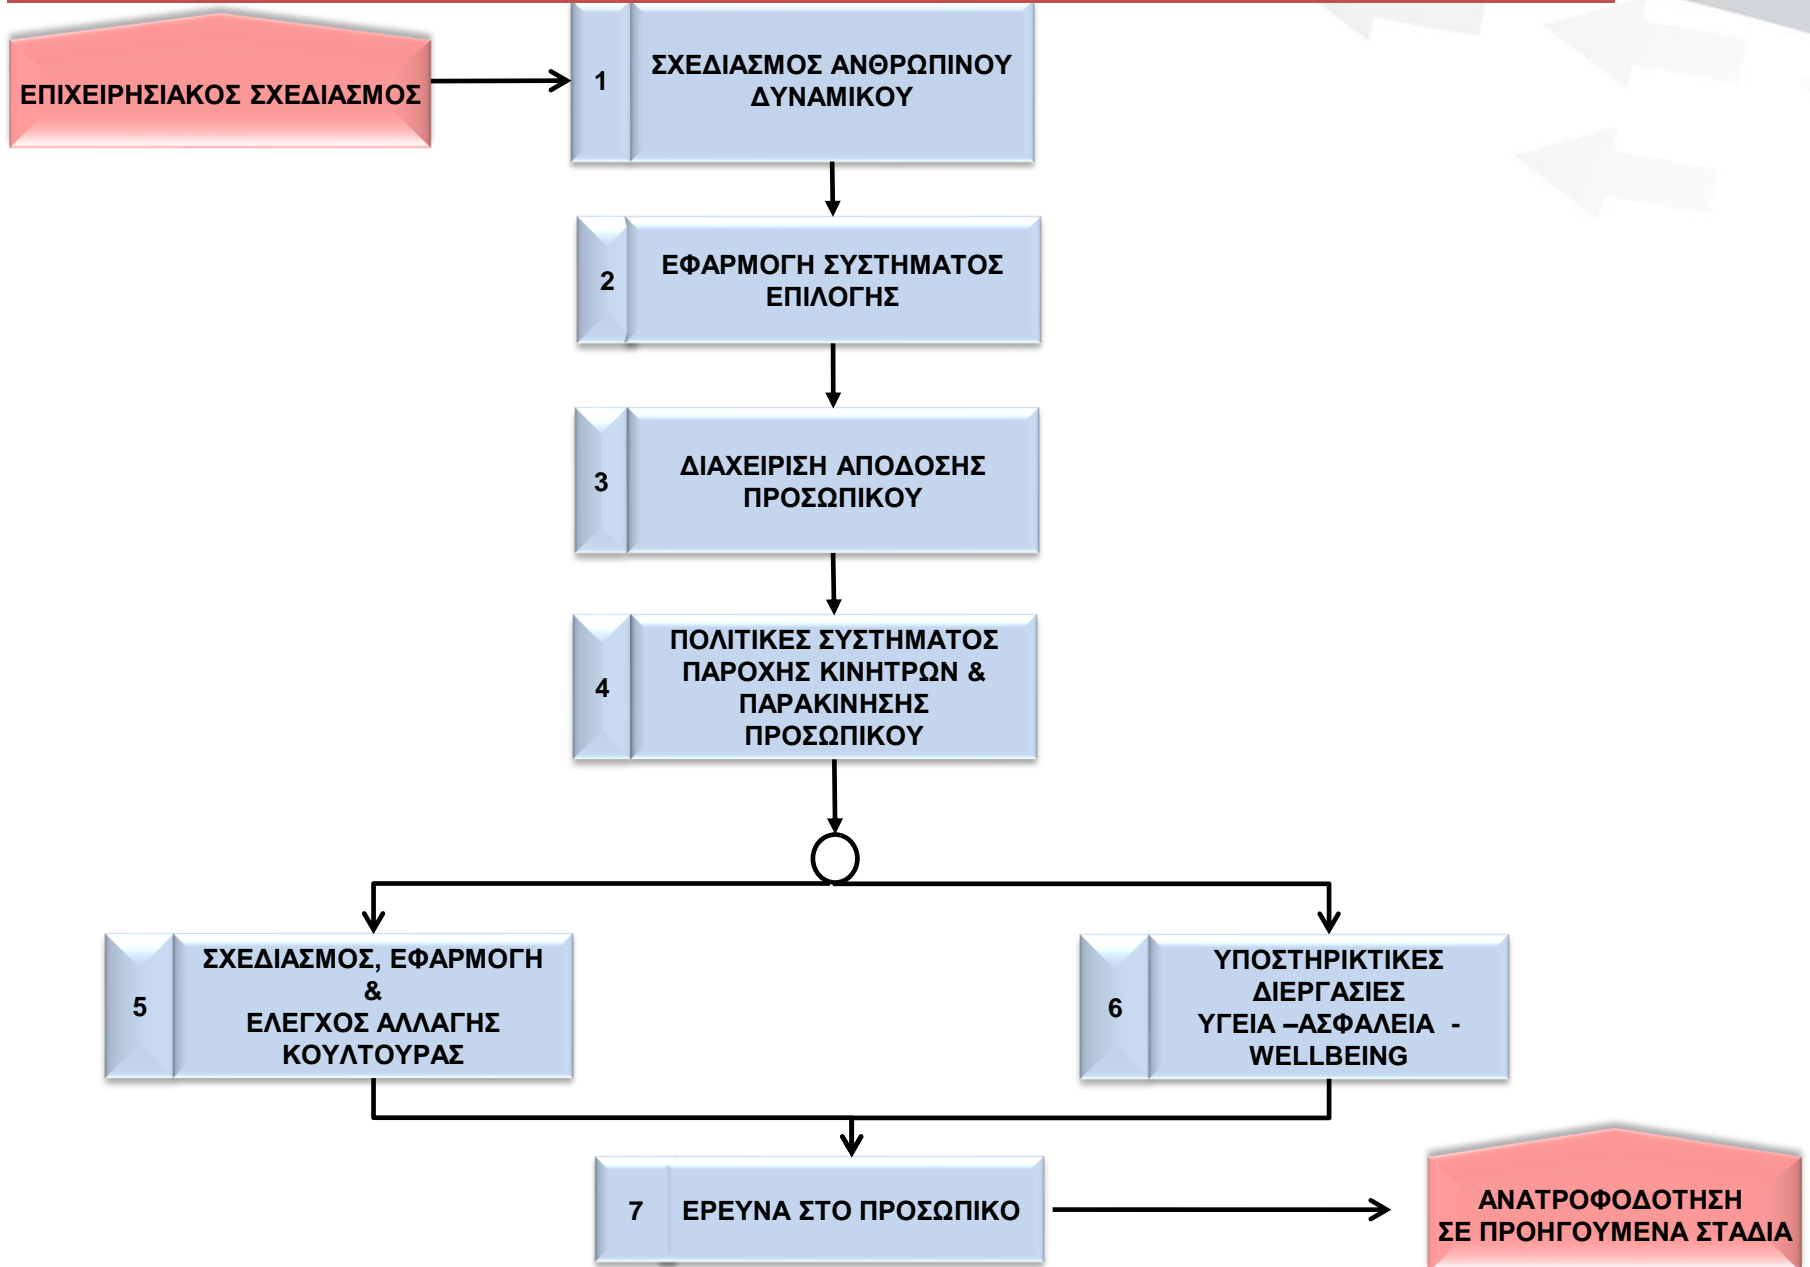 ΕΠΙΧΕΙΡΗΣΙΑΚΟΣ ΣΧΕΔΙΑΣΜΟΣ
1
ΣΧΕΔΙΑΣΜΟΣ ΑΝΘΡΩΠΙΝΟΥ
ΔΥΝΑΜΙΚΟΥ
2
ΕΦΑΡΜΟΓΗ ΣΥΣΤΗΜΑΤΟΣ
ΕΠΙΛΟΓΗΣ
3
ΔΙΑΧΕΙΡΙΣΗ ΑΠΟΔΟΣΗΣ
ΠΡΟΣΩΠΙΚΟΥ
4
ΠΟΛΙΤΙΚΕΣ ΣΥΣΤΗΜΑΤΟΣ
ΠΑΡΟΧΗΣ ΚΙΝΗΤΡΩΝ &
ΠΑΡΑΚΙΝΗΣΗΣ
ΠΡΟΣΩΠΙΚΟΥ
5
ΣΧΕΔΙΑΣΜΟΣ, ΕΦΑΡΜΟΓΗ
&
ΕΛΕΓΧΟΣ ΑΛΛΑΓΗΣ
ΚΟΥΛΤΟΥΡΑΣ
6
ΥΠΟΣΤΗΡΙΚΤΙΚΕΣ
ΔΙΕΡΓΑΣΙΕΣ
ΥΓΕΙΑ –ΑΣΦΑΛΕΙΑ -
WELLBEING
7
ΕΡΕΥΝΑ ΣΤΟ ΠΡΟΣΩΠΙΚΟ
ΑΝΑΤΡΟΦΟΔΟΤΗΣΗ
ΣΕ ΠΡΟΗΓΟΥΜΕΝΑ ΣΤΑΔΙΑ